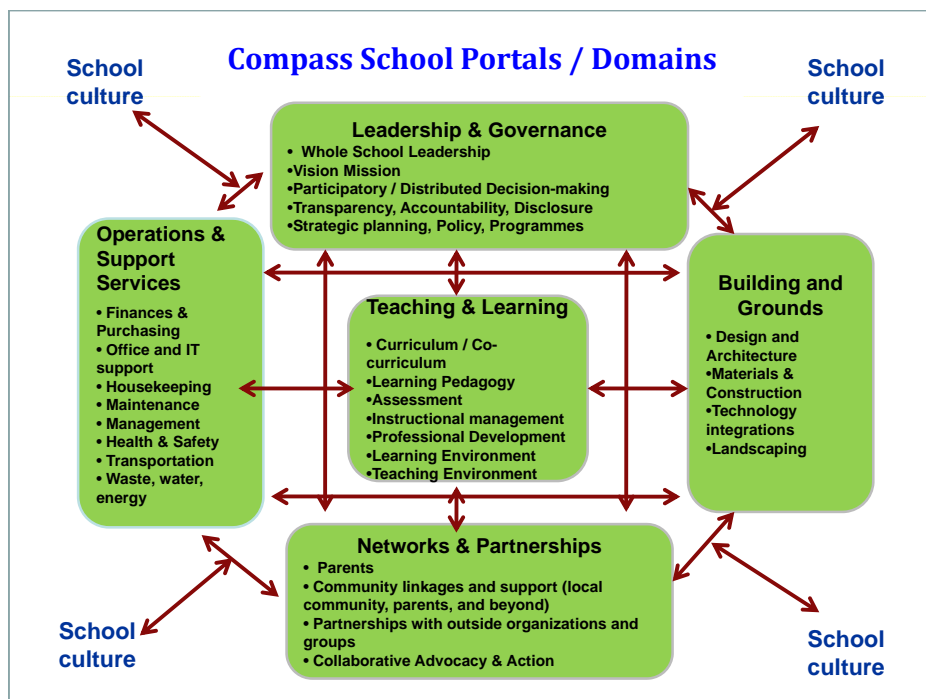 Compass School Portals / Domains
School
culture
School
culture
Leadership & Governance
• Whole School Leadership
•Vision Mission
•Participatory / Distributed Decision-making
•Transparency, Accountability, Disclosure
•Strategic planning, Policy, Programmes
Operations &
Support
Services
• Finances &
Purchasing
• Office and IT
support
• Housekeeping
• Maintenance
• Management
• Health & Safety
• Transportation
• Waste, water,
energy
Teaching & Learning
• Curriculum / Co-
curriculum
•Learning Pedagogy
•Assessment
•Instructional management
•Professional Development
•Learning Environment
•Teaching Environment
Building and
Grounds
• Design and
Architecture
•Materials &
Construction
•Technology
integrations
•Landscaping
Networks & Partnerships
• Parents
• Community linkages and support (local
community, parents, and beyond)
• Partnerships with outside organizations and
groups
• Collaborative Advocacy & Action
School
culture
School
culture